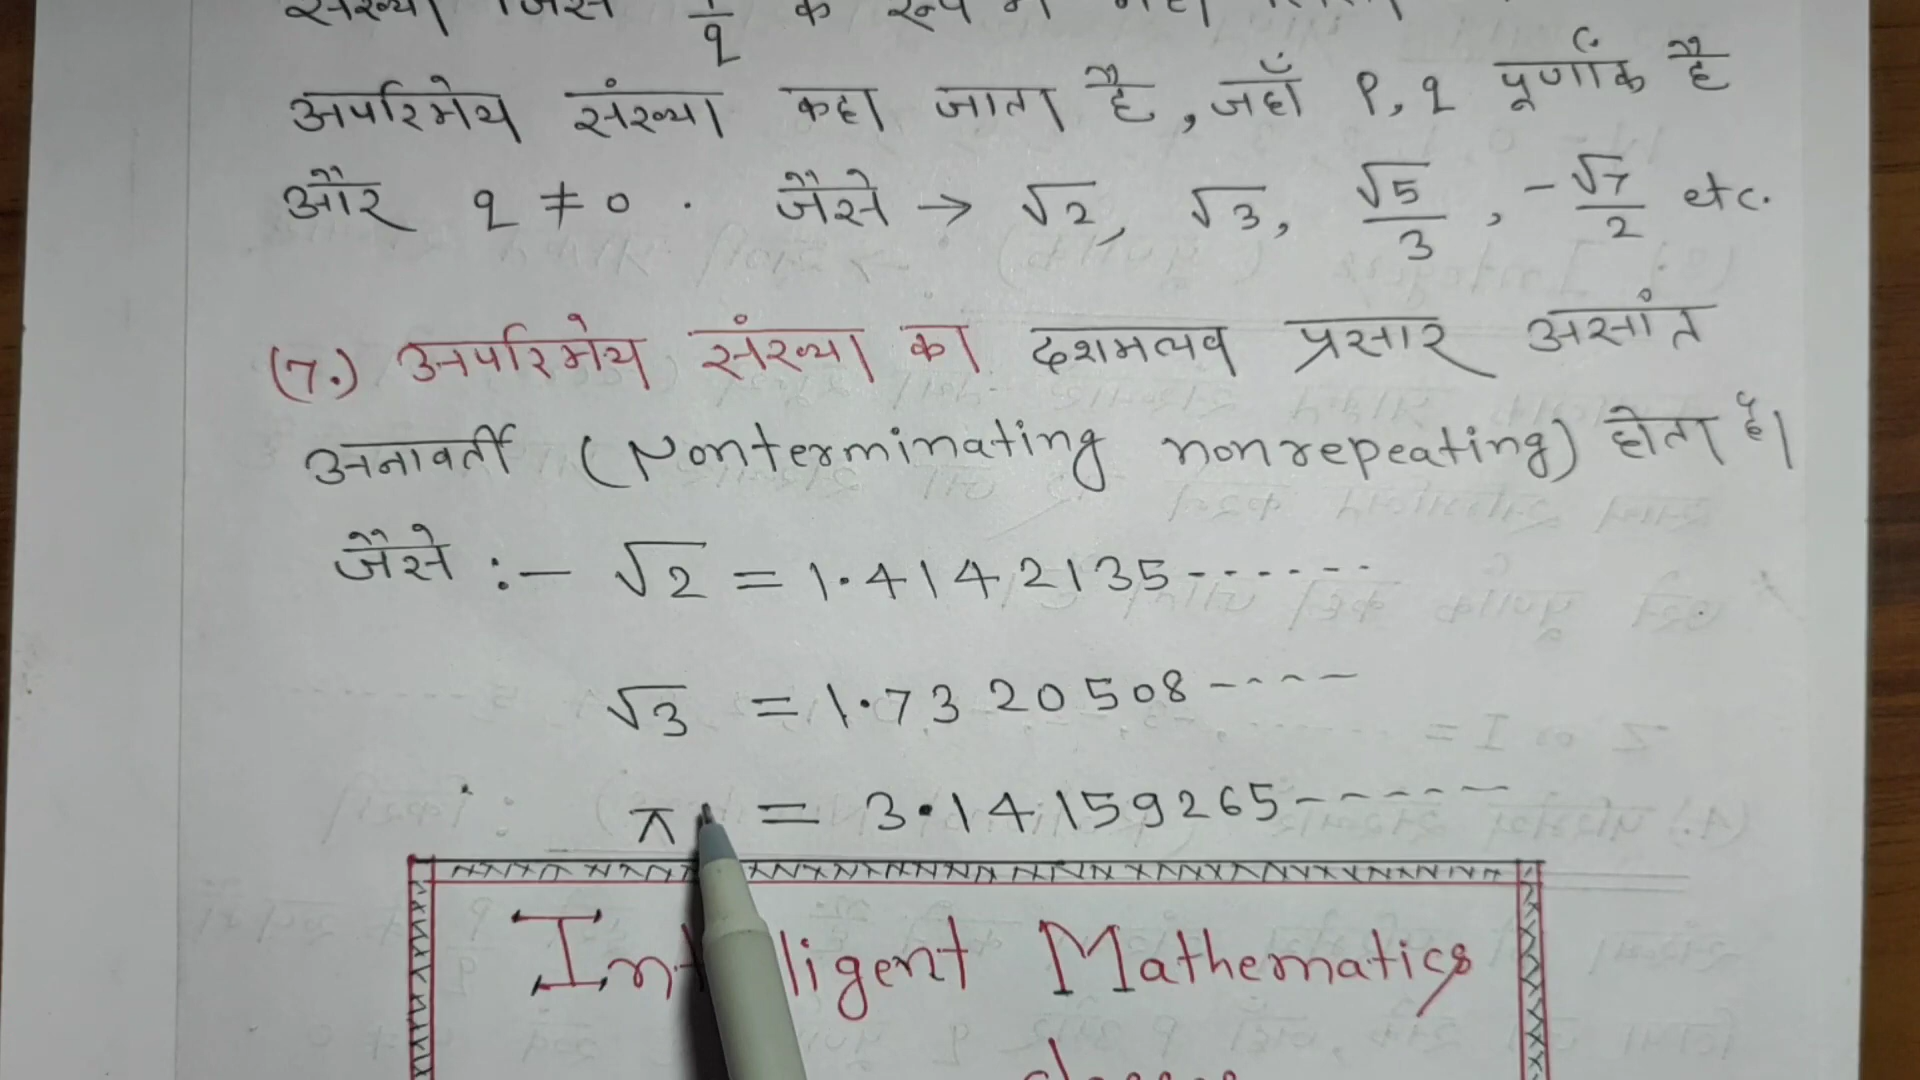 संख्या जिसे p/q के रूप में नहीं
अपरिमेय संख्या कहा जाता है, जहाँ P, q पूर्णांक है
और q ≠ 0 . जैसे → √2, √3, √5/3, -√7/2 etc.
(7.) अपरिमेय संख्या का दशमलव प्रसार असांत
अनावर्ती (Nonterminating nonrepeating) होता है।
जैसे :- √2 = 1.4142135------
√3 = 1.7320508----
π = 3.14159265------
Intelligent Mathematics